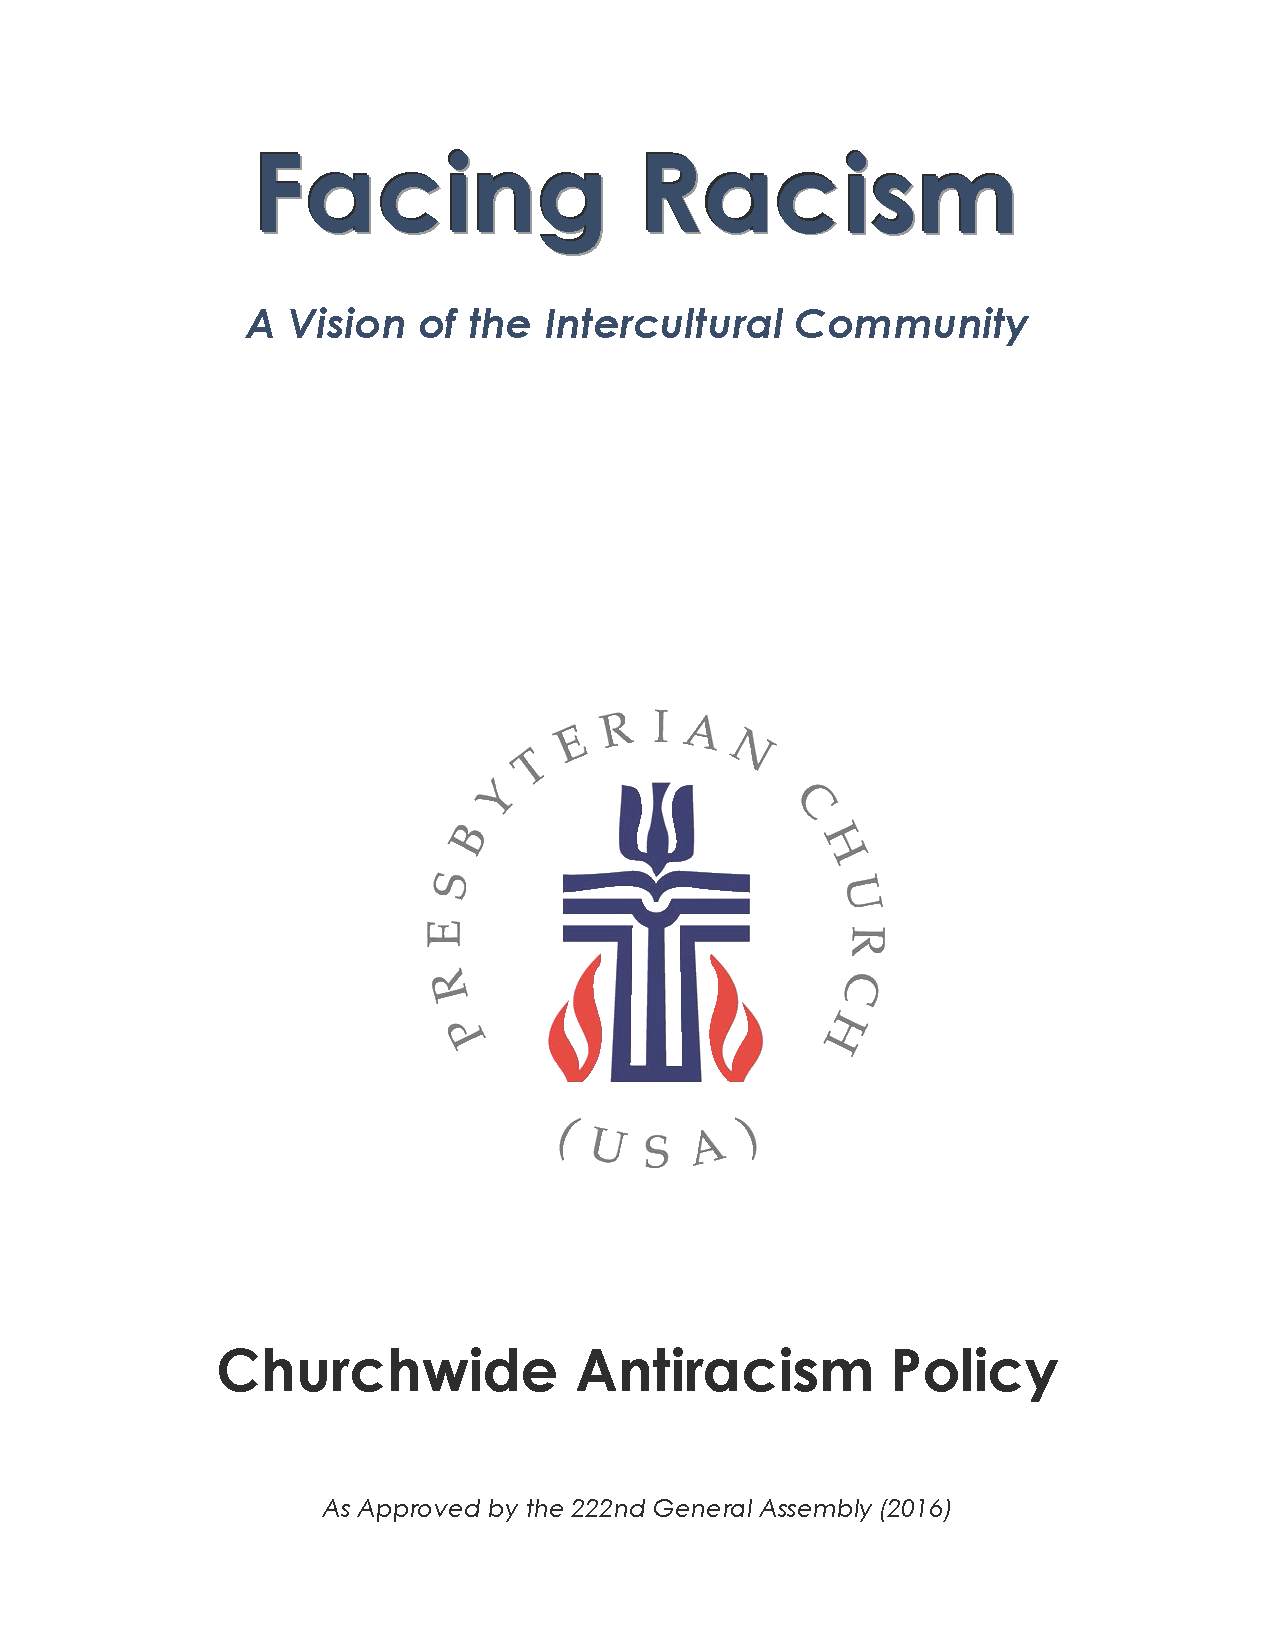 Facing Racism
A Vision of the Intercultural Community
PRESBYTERIAN CHURCH
(USA)
Churchwide Antiracism Policy
As Approved by the 222nd General Assembly (2016)